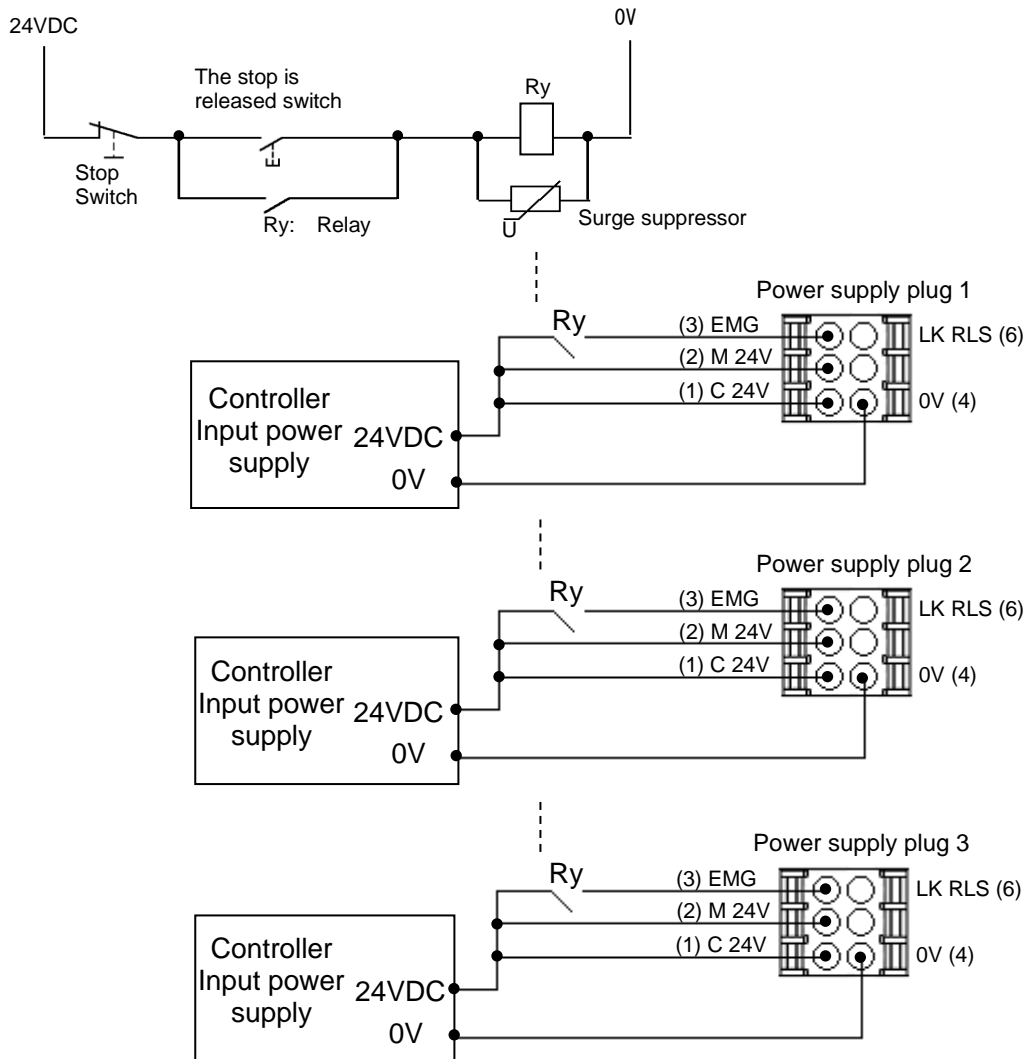 24VDC
0V
The stop is
released switch
Ry
Stop
Switch
Ry: Relay
U
Surge suppressor
Power supply plug 1
Ry
(3) EMG
LK RLS (6)
(2) M 24V
(1) C 24V
0V (4)
Controller
Input power
supply
24VDC
0V
Power supply plug 2
Ry
(3) EMG
LK RLS (6)
(2) M 24V
(1) C 24V
0V (4)
Controller
Input power
supply
24VDC
0V
Power supply plug 3
Ry
(3) EMG
LK RLS (6)
(2) M 24V
(1) C 24V
0V (4)
Controller
Input power
supply
24VDC
0V